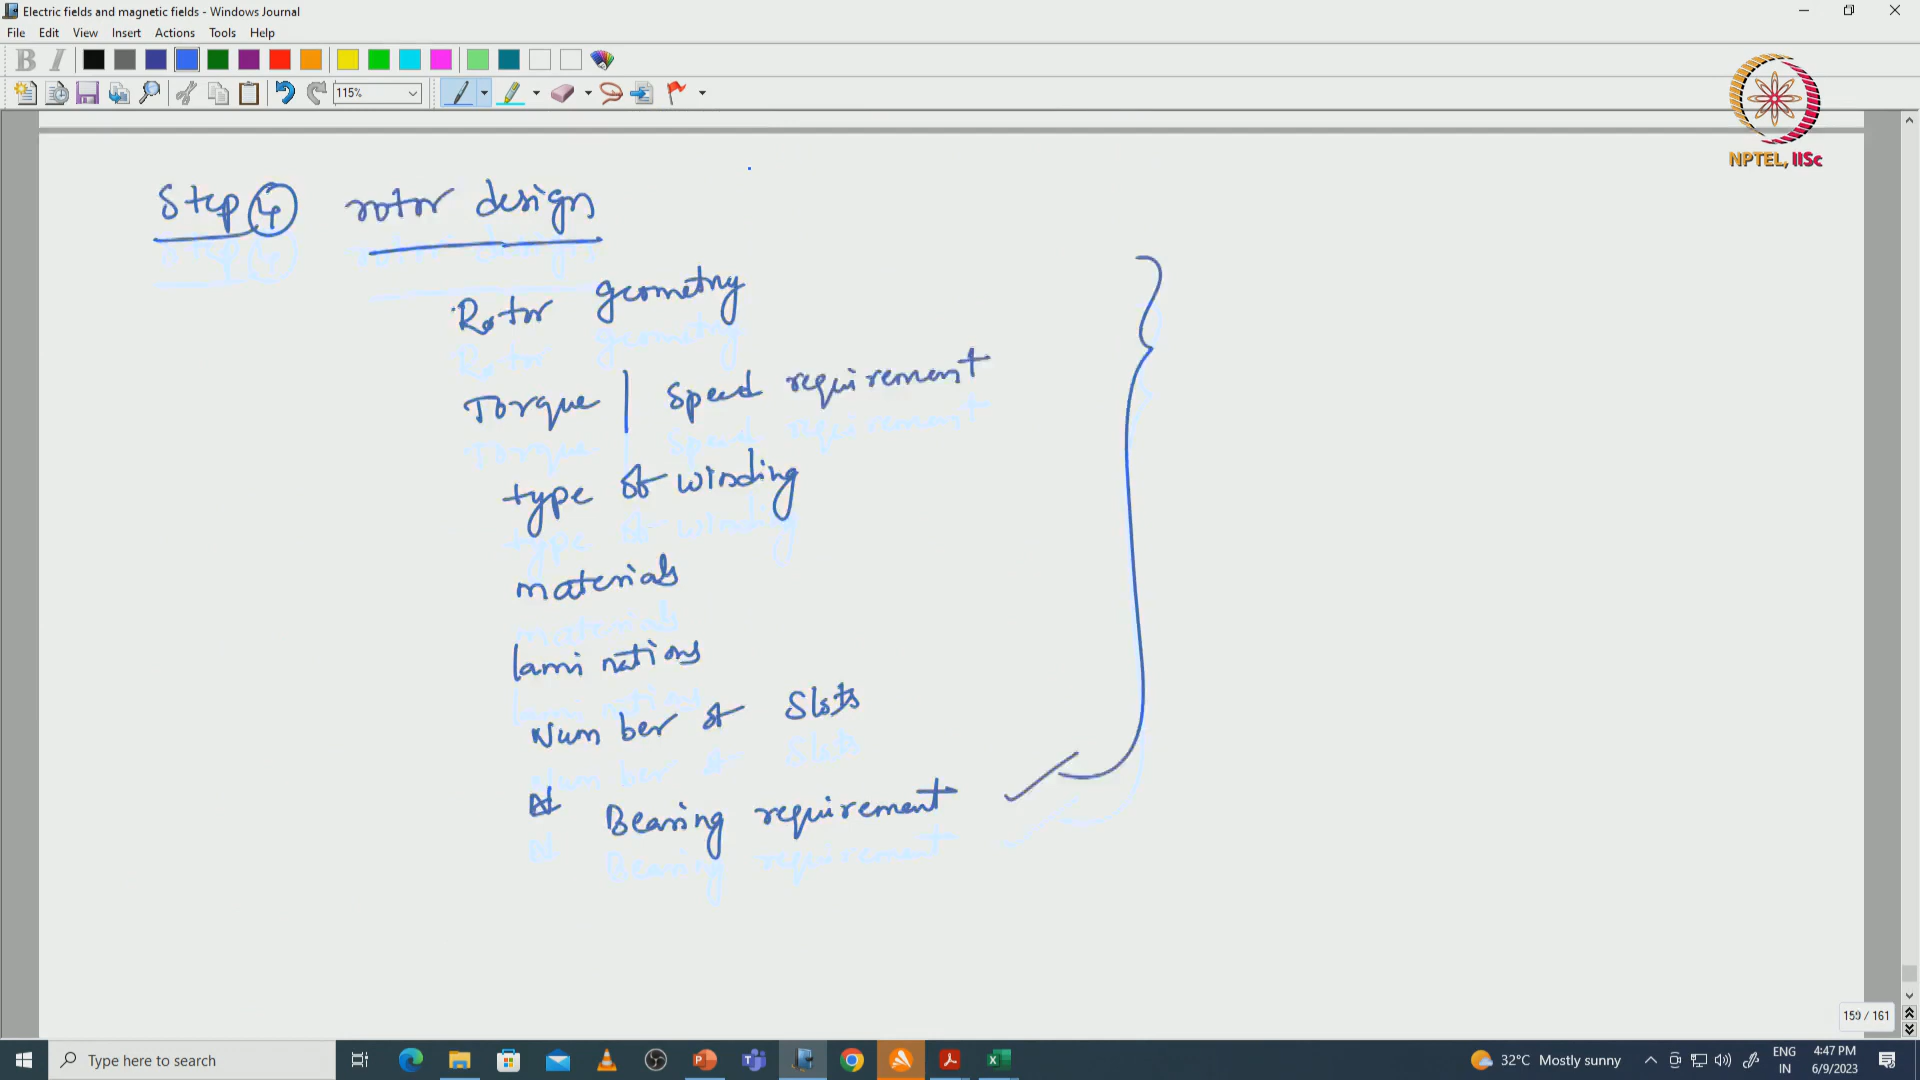 Electric fields and magnetic fields - Windows Journal
File Edit View Insert Actions Tools Help
B I
115%
NPTEL, IISc
Step 4 rotor design
Rotor geometry
Torque | Speed requirement
type of winding
materials
laminations
Number of Slots
Bearing requirement
159 / 161
Type here to search
32°C Mostly sunny
ENG
IN
4:47 PM
6/9/2023